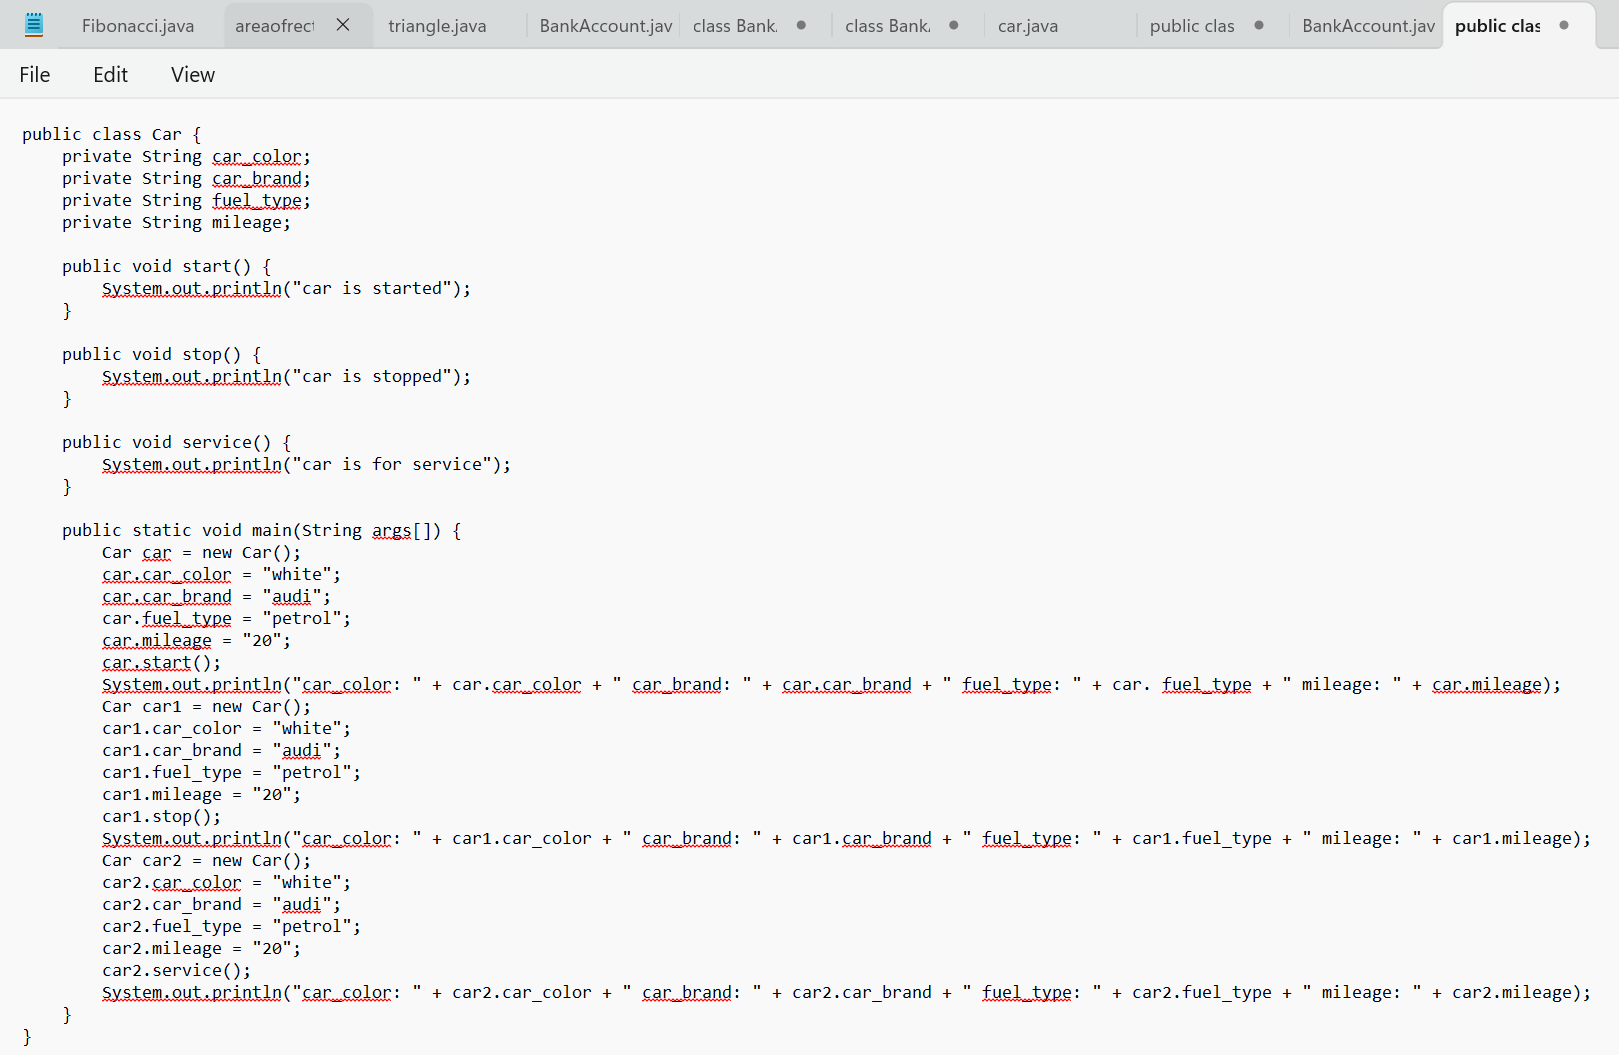 Fibonacci.java areaofrect triangle.java BankAccount.jav class Bank. class Bank. car.java public clas BankAccount.jav public clas
File Edit View
public class Car {
    private String car_color;
    private String car_brand;
    private String fuel_type;
    private String mileage;
    public void start() {
        System.out.println("car is started");
    }
    public void stop() {
        System.out.println("car is stopped");
    }
    public void service() {
        System.out.println("car is for service");
    }
    public static void main(String args[]) {
        Car car = new Car();
        car.car_color = "white";
        car.car_brand = "audi";
        car.fuel_type = "petrol";
        car.mileage = "20";
        car.start();
        System.out.println("car_color: " + car.car_color + " car_brand: " + car.car_brand + " fuel_type: " + car. fuel_type + " mileage: " + car.mileage);
        Car car1 = new Car();
        car1.car_color = "white";
        car1.car_brand = "audi";
        car1.fuel_type = "petrol";
        car1.mileage = "20";
        car1.stop();
        System.out.println("car_color: " + car1.car_color + " car_brand: " + car1.car_brand + " fuel_type: " + car1.fuel_type + " mileage: " + car1.mileage);
        Car car2 = new Car();
        car2.car_color = "white";
        car2.car_brand = "audi";
        car2.fuel_type = "petrol";
        car2.mileage = "20";
        car2.service();
        System.out.println("car_color: " + car2.car_color + " car_brand: " + car2.car_brand + " fuel_type: " + car2.fuel_type + " mileage: " + car2.mileage);
    }
}